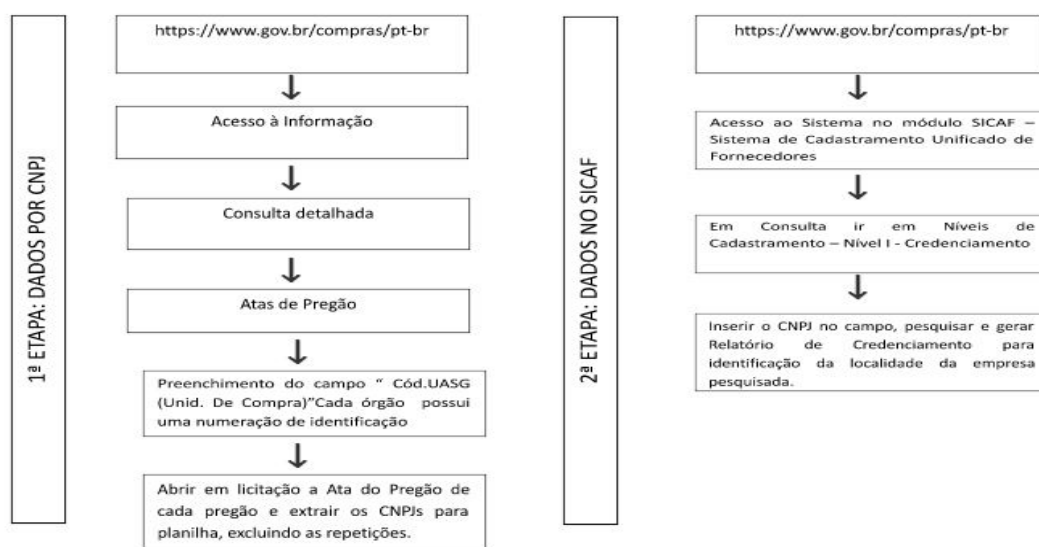 1ª ETAPA: DADOS POR CNPJ
https://www.gov.br/compras/pt-br
Acesso à Informação
Consulta detalhada
Atas de Pregão
Preenchimento do campo “ Cód.UASG
(Unid. De Compra)”Cada órgão possui
uma numeração de identificação
Abrir em licitação a Ata do Pregão de
cada pregão e extrair os CNPJs para
planilha, excluindo as repetições.
2ª ETAPA: DADOS NO SICAF
https://www.gov.br/compras/pt-br
Acesso ao Sistema no módulo SICAF –
Sistema de Cadastramento Unificado de
Fornecedores
Em Consulta ir em Níveis de
Cadastramento – Nível I - Credenciamento
Inserir o CNPJ no campo, pesquisar e gerar
Relatório de Credenciamento para
identificação da localidade da empresa
pesquisada.